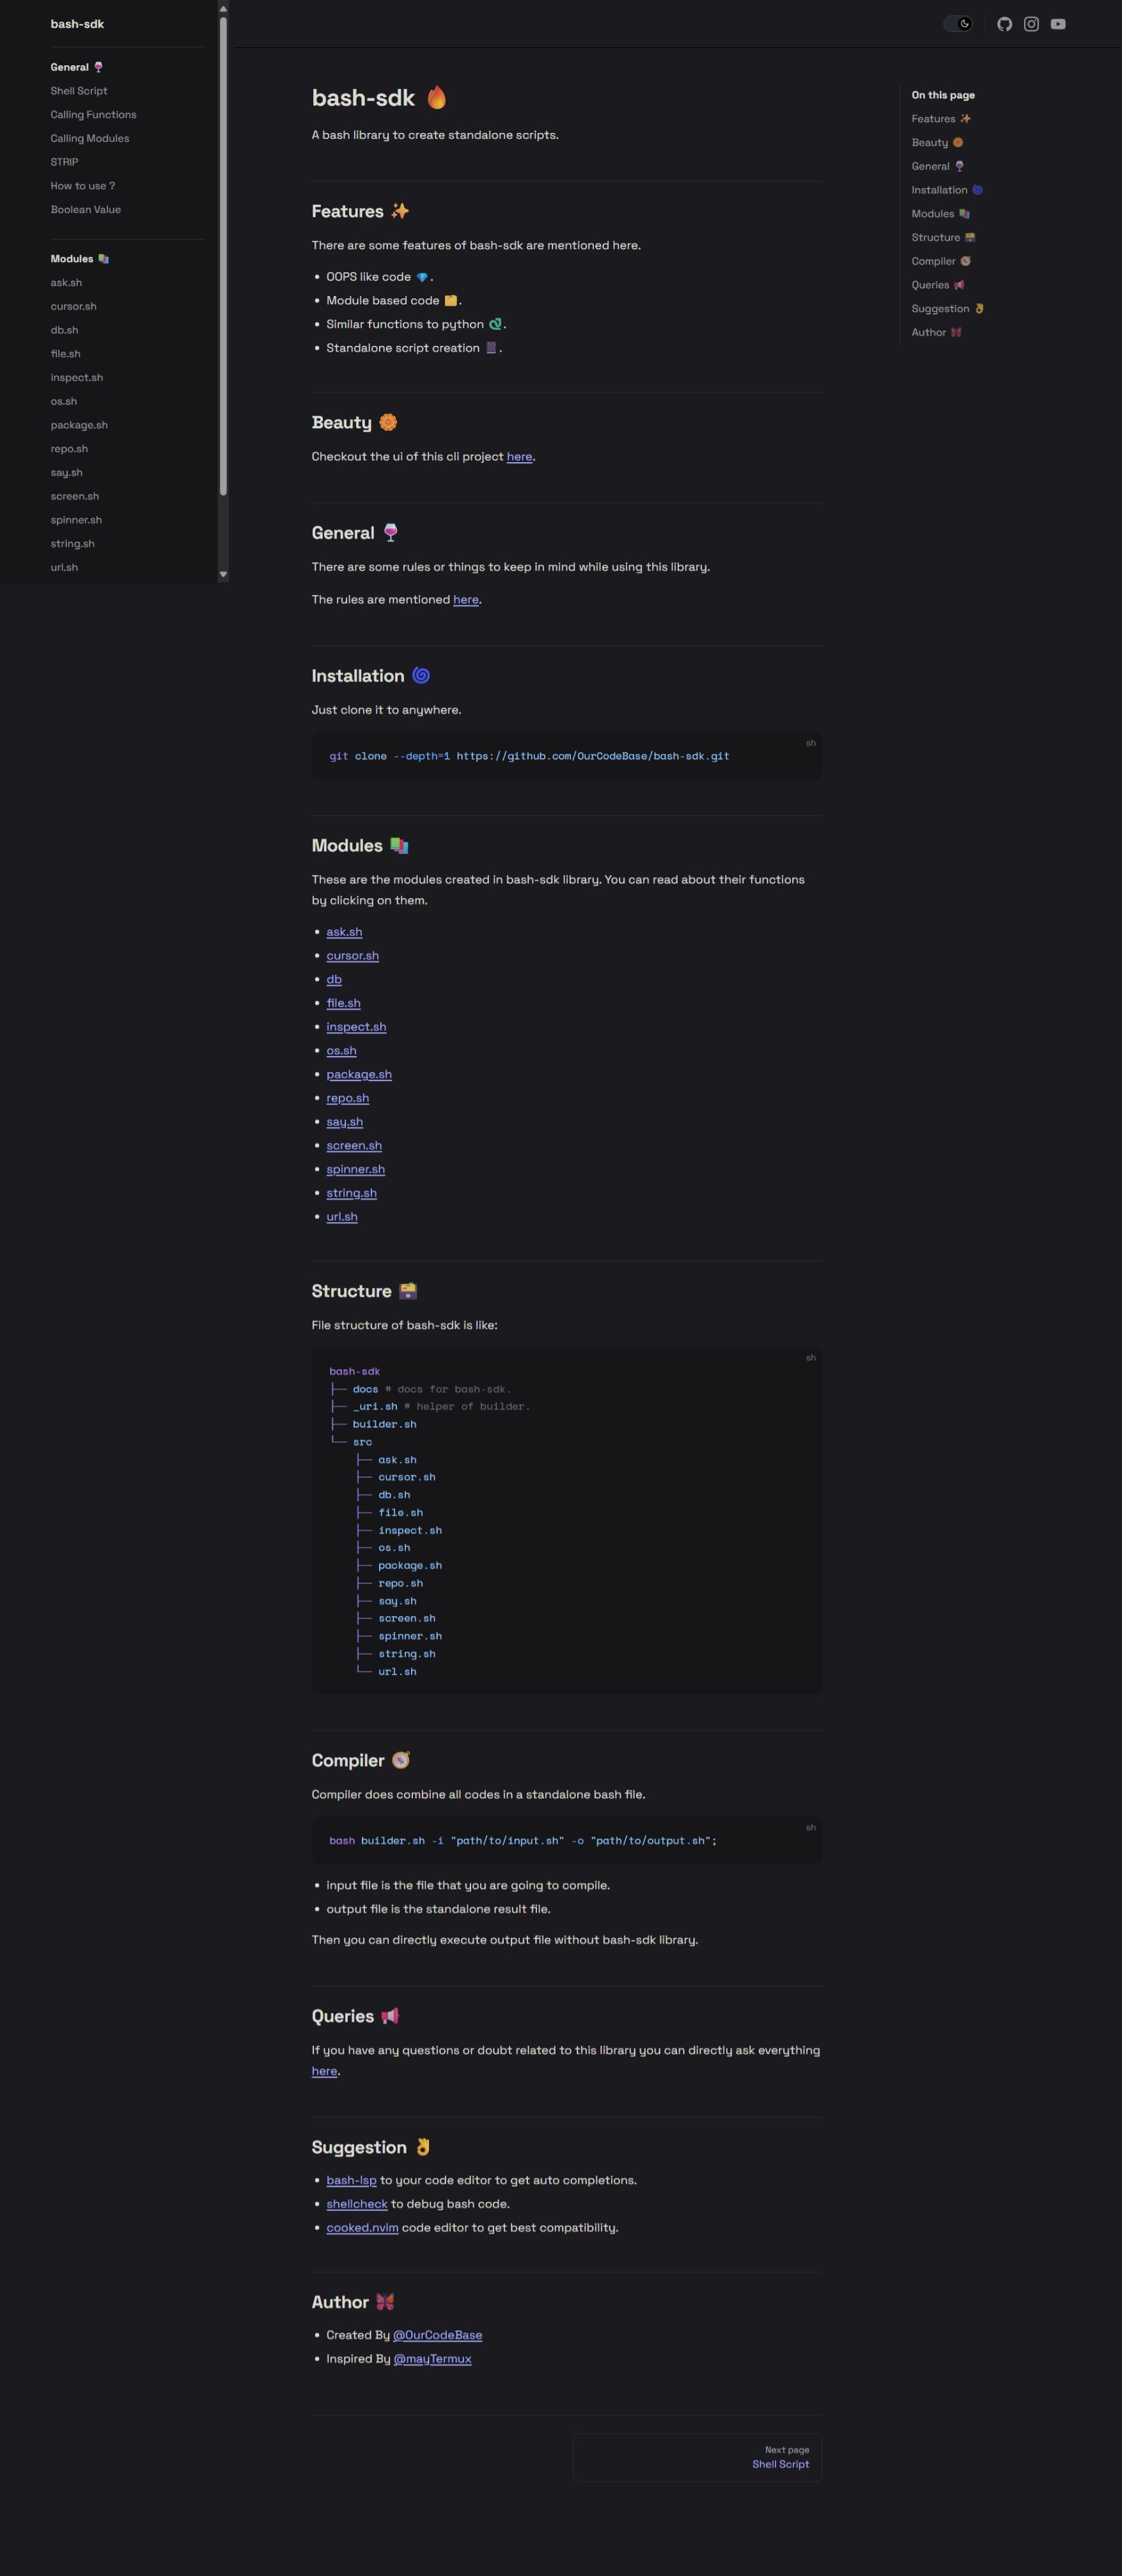 bash-sdk
General 🍷
Shell Script
Calling Functions
Calling Modules
STRIP
How to use ?
Boolean Value
Modules 📚
ask.sh
cursor.sh
db.sh
file.sh
inspect.sh
os.sh
package.sh
repo.sh
say.sh
screen.sh
spinner.sh
string.sh
url.sh
bash-sdk 🔥
A bash library to create standalone scripts.
Features ✨
There are some features of bash-sdk are mentioned here.
• OOPS like code 💎.
• Module based code 🗂️.
• Similar functions to python 🐍.
• Standalone script creation 📜.
Beauty 🏵️
Checkout the ui of this cli project here.
General 🍷
There are some rules or things to keep in mind while using this library.
The rules are mentioned here.
Installation 🌀
Just clone it to anywhere.
sh
git clone --depth=1 https://github.com/OurCodeBase/bash-sdk.git
Modules 📚
These are the modules created in bash-sdk library. You can read about their functions
by clicking on them.
• ask.sh
• cursor.sh
• db
• file.sh
• inspect.sh
• os.sh
• package.sh
• repo.sh
• say.sh
• screen.sh
• spinner.sh
• string.sh
• url.sh
Structure 🗃️
File structure of bash-sdk is like:
sh
bash-sdk
├── docs # docs for bash-sdk.
├── _uri.sh # helper of builder.
├── builder.sh
└── src
    ├── ask.sh
    ├── cursor.sh
    ├── db.sh
    ├── file.sh
    ├── inspect.sh
    ├── os.sh
    ├── package.sh
    ├── repo.sh
    ├── say.sh
    ├── screen.sh
    ├── spinner.sh
    ├── string.sh
    └── url.sh
Compiler 🧭
Compiler does combine all codes in a standalone bash file.
sh
bash builder.sh -i "path/to/input.sh" -o "path/to/output.sh";
• input file is the file that you are going to compile.
• output file is the standalone result file.
Then you can directly execute output file without bash-sdk library.
Queries 📢
If you have any questions or doubt related to this library you can directly ask everything
here.
Suggestion 👌
• bash-lsp to your code editor to get auto completions.
• shellcheck to debug bash code.
• cooked.nvim code editor to get best compatibility.
Author 🦋
• Created By @OurCodeBase
• Inspired By @mayTermux
Next page
Shell Script
On this page
Features ✨
Beauty 🏵️
General 🍷
Installation 🌀
Modules 📚
Structure 🗃️
Compiler 🧭
Queries 📢
Suggestion 👌
Author 🦋